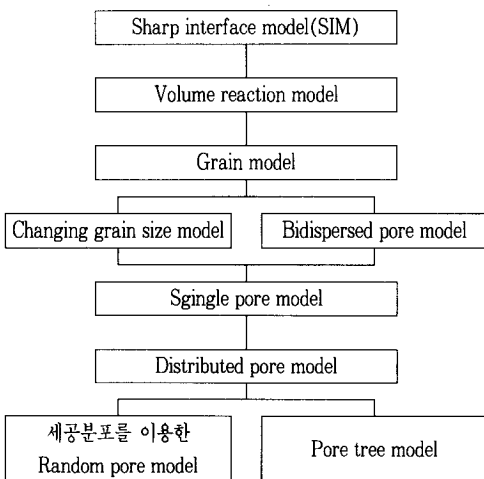 Sharp interface model(SIM)
Volume reaction model
Grain model
Changing grain size model
Bidispersed pore model
Sgingle pore model
Distributed pore model
세공분포를 이용한
Random pore model
Pore tree model